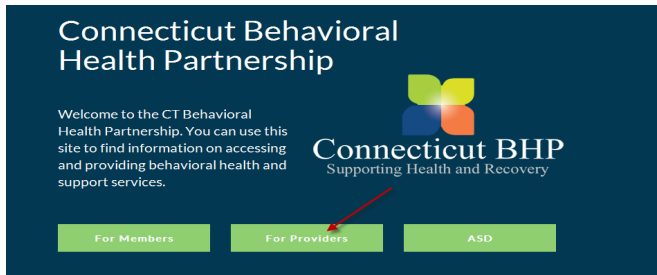 Connecticut Behavioral
Health Partnership
Welcome to the CT Behavioral
Health Partnership. You can use this
site to find information on accessing
and providing behavioral health and
support services.
Connecticut BHP
Supporting Health and Recovery
For Members
For Providers
ASD